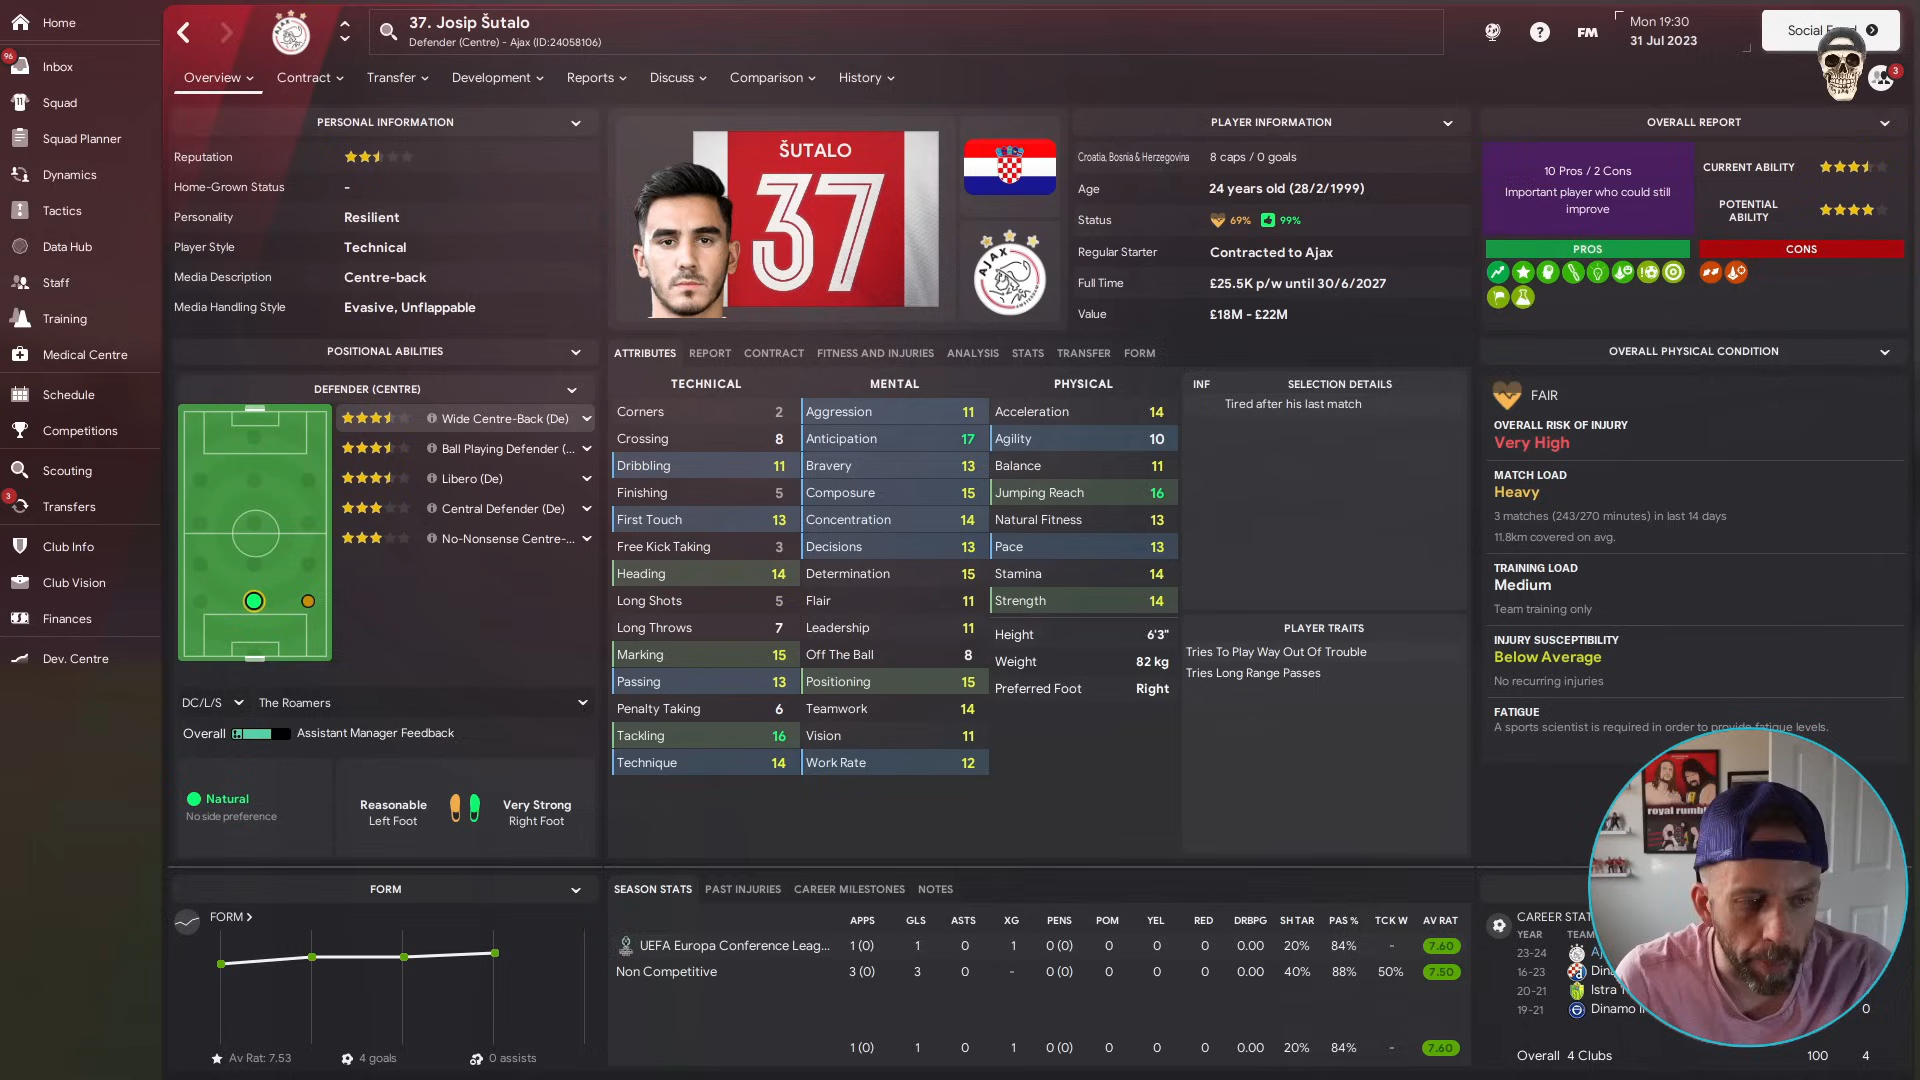 Home
96
Inbox
Squad
Squad Planner
Dynamics
Tactics
Data Hub
Staff
Training
Medical Centre
Schedule
Competitions
Scouting
3
Transfers
Club Info
Club Vision
Finances
Dev. Centre
37. Josip Šutalo
Defender (Centre) - Ajax (ID:24058106)
FM
Mon 19:30
31 Jul 2023
Social
3
Overview
Contract
Transfer
Development
Reports
Discuss
Comparison
History
PERSONAL INFORMATION
Reputation
Home-Grown Status -
Personality Resilient
Player Style Technical
Media Description Centre-back
Media Handling Style Evasive, Unflappable
ŠUTALO
37
AJAX
PLAYER INFORMATION
Croatia, Bosnia & Herzegovina 8 caps / 0 goals
Age 24 years old (28/2/1999)
Status 69% 99%
Regular Starter Contracted to Ajax
Full Time £25.5K p/w until 30/6/2027
Value £18M - £22M
OVERALL REPORT
10 Pros / 2 Cons
Important player who could still
improve
CURRENT ABILITY
POTENTIAL
ABILITY
PROS
CONS
POSITIONAL ABILITIES
DEFENDER (CENTRE)
Wide Centre-Back (De)
Ball Playing Defender (...
Libero (De)
Central Defender (De)
No-Nonsense Centre-...
DC/L/S The Roamers
Overall Assistant Manager Feedback
Natural
No side preference
Reasonable
Left Foot
Very Strong
Right Foot
ATTRIBUTES REPORT CONTRACT FITNESS AND INJURIES ANALYSIS STATS TRANSFER FORM
TECHNICAL
Corners 2
Crossing 8
Dribbling 11
Finishing 5
First Touch 13
Free Kick Taking 3
Heading 14
Long Shots 5
Long Throws 7
Marking 15
Passing 13
Penalty Taking 6
Tackling 16
Technique 14
MENTAL
Aggression 11
Anticipation 17
Bravery 13
Composure 15
Concentration 14
Decisions 13
Determination 15
Flair 11
Leadership 11
Off The Ball 8
Positioning 15
Teamwork 14
Vision 11
Work Rate 12
PHYSICAL
Acceleration 14
Agility 10
Balance 11
Jumping Reach 16
Natural Fitness 13
Pace 13
Stamina 14
Strength 14
Height 6'3"
Weight 82 kg
Preferred Foot Right
INF SELECTION DETAILS
Tired after his last match
PLAYER TRAITS
Tries To Play Way Out Of Trouble
Tries Long Range Passes
OVERALL PHYSICAL CONDITION
FAIR
OVERALL RISK OF INJURY
Very High
MATCH LOAD
Heavy
3 matches (243/270 minutes) in last 14 days
11.8km covered on avg.
TRAINING LOAD
Medium
Team training only
INJURY SUSCEPTIBILITY
Below Average
No recurring injuries
FATIGUE
A sports scientist is required in order to provide fatigue levels.
royal rumble
FORM
FORM
Av Rat: 7.53
4 goals
0 assists
SEASON STATS PAST INJURIES CAREER MILESTONES NOTES
APPS GLS ASTS XG PENS POM YEL RED DRBPG SH TAR PAS % TCK W AV RAT
UEFA Europa Conference Leag... 1 (0) 1 0 1 0 (0) 0 0 0 0.00 20% 84% - 7.60
Non Competitive 3 (0) 3 0 - 0 (0) 0 0 0 0.00 40% 88% 50% 7.50
1 (0) 1 0 1 0 (0) 0 0 0 0.00 20% 84% - 7.60
CAREER STAT
YEAR TEAM
23-24
16-23
20-21 Istra
19-21 Dinamo 0
Overall 4 Clubs 100 4